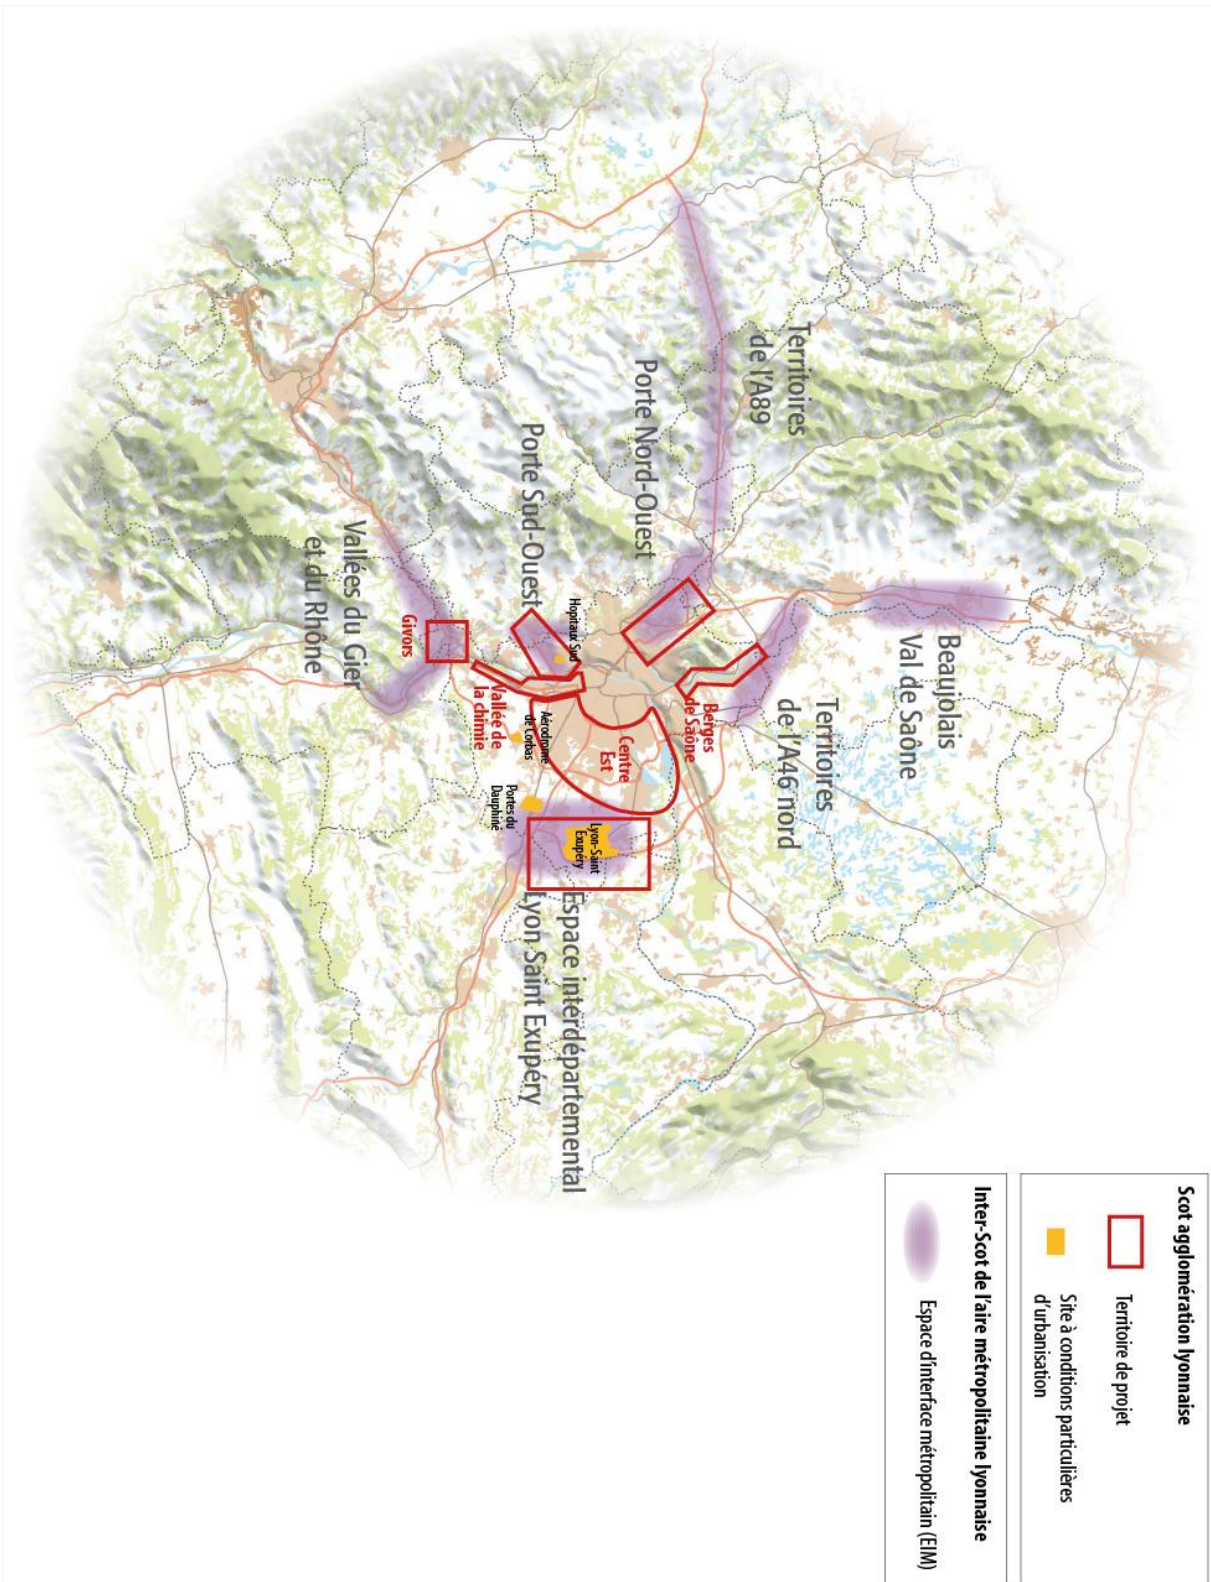 Scot agglomération lyonnaise
Territoire de projet
Site à conditions particulières
d'urbanisation
Inter-Scot de l'aire métropolitaine lyonnaise
Espace d'interface métropolitain (EIM)
Beaujolais
Val de Saône
Territoires
de l'A46 nord
Territoires
de l'A89
Berges
de Saône
Porte Nord-Ouest
Centre
Est
Lyon-Saint
Exupéry
Espace interdépartemental
Lyon Saint Exupéry
Hopitaux Sud
Aérodrome
de Corbas
Porte Sud-Ouest
Portes du
Dauphiné
Vallée de
la chimie
Givors
Vallées du Gier
et du Rhône